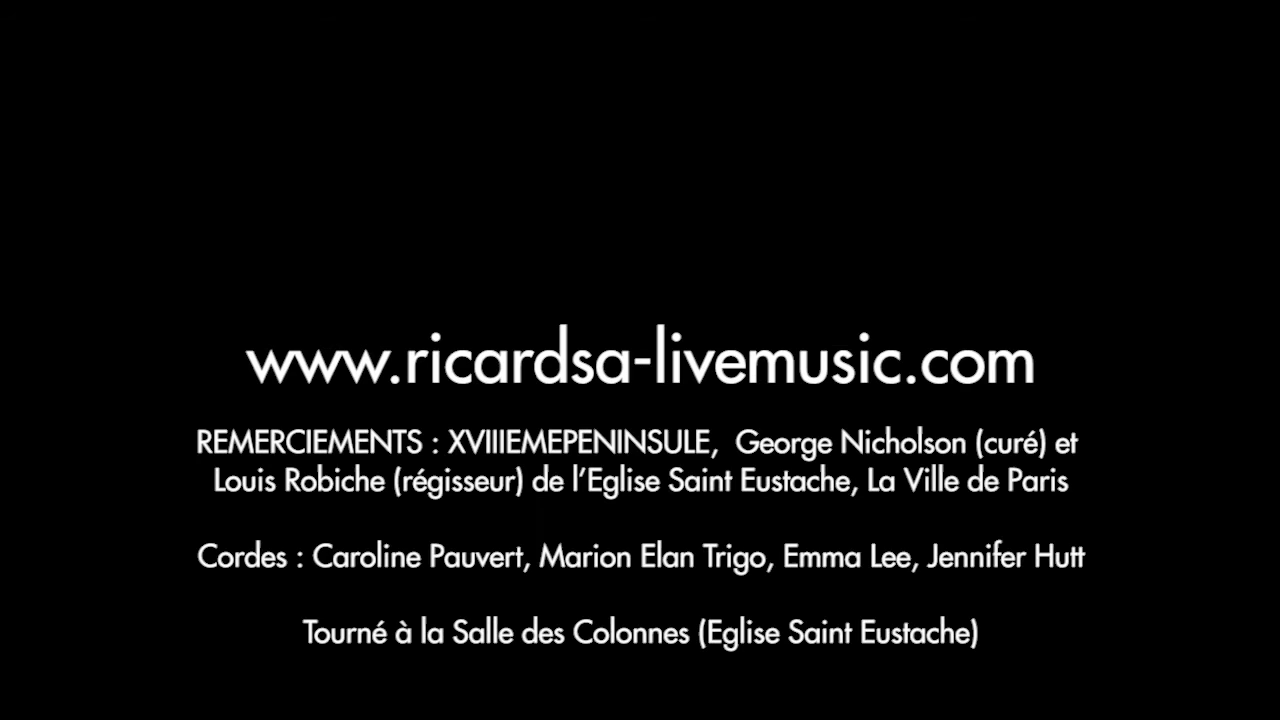 www.ricardsa-livemusic.com
REMERCIEMENTS : XVIIIEMEPENINSULE, George Nicholson (curé) et
Louis Robiche (régisseur) de l’Eglise Saint Eustache, La Ville de Paris
Cordes : Caroline Pauvert, Marion Elan Trigo, Emma Lee, Jennifer Hutt
Tourné à la Salle des Colonnes (Eglise Saint Eustache)